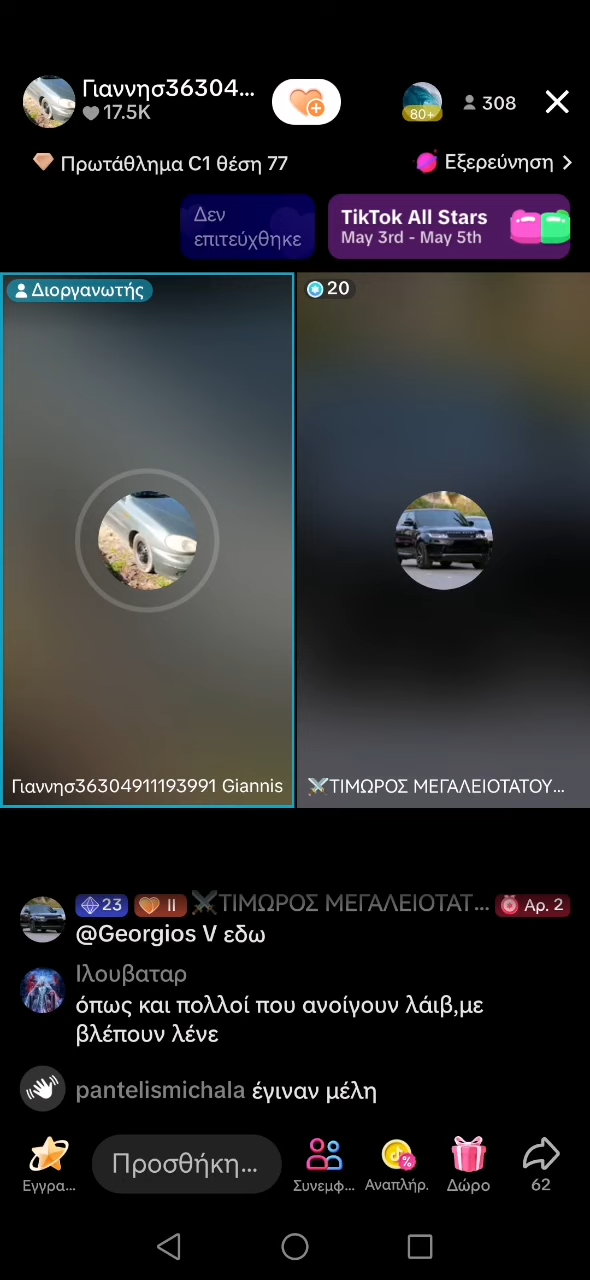 Γιαννησ36304...
17.5K
80+
308
Πρωτάθλημα C1 θέση 77
Εξερεύνηση
Δεν
επιτεύχθηκε
TikTok All Stars
May 3rd - May 5th
Διοργανωτής
20
Γιαννησ36304911193991 Giannis
ΤΙΜΩΡΟΣ ΜΕΓΑΛΕΙΟΤΑΤΟΥ...
23 II ΤΙΜΩΡΟΣ ΜΕΓΑΛΕΙΟΤΑΤ... Αρ. 2
@Georgios V εδω
Ιλουβαταρ
όπως και πολλοί που ανοίγουν λάιβ,με
βλέπουν λένε
pantelismichala έγιναν μέλη
Προσθήκη...
Εγγρα...
Συνεμφ...
Αναπλήρ.
Δώρο
62